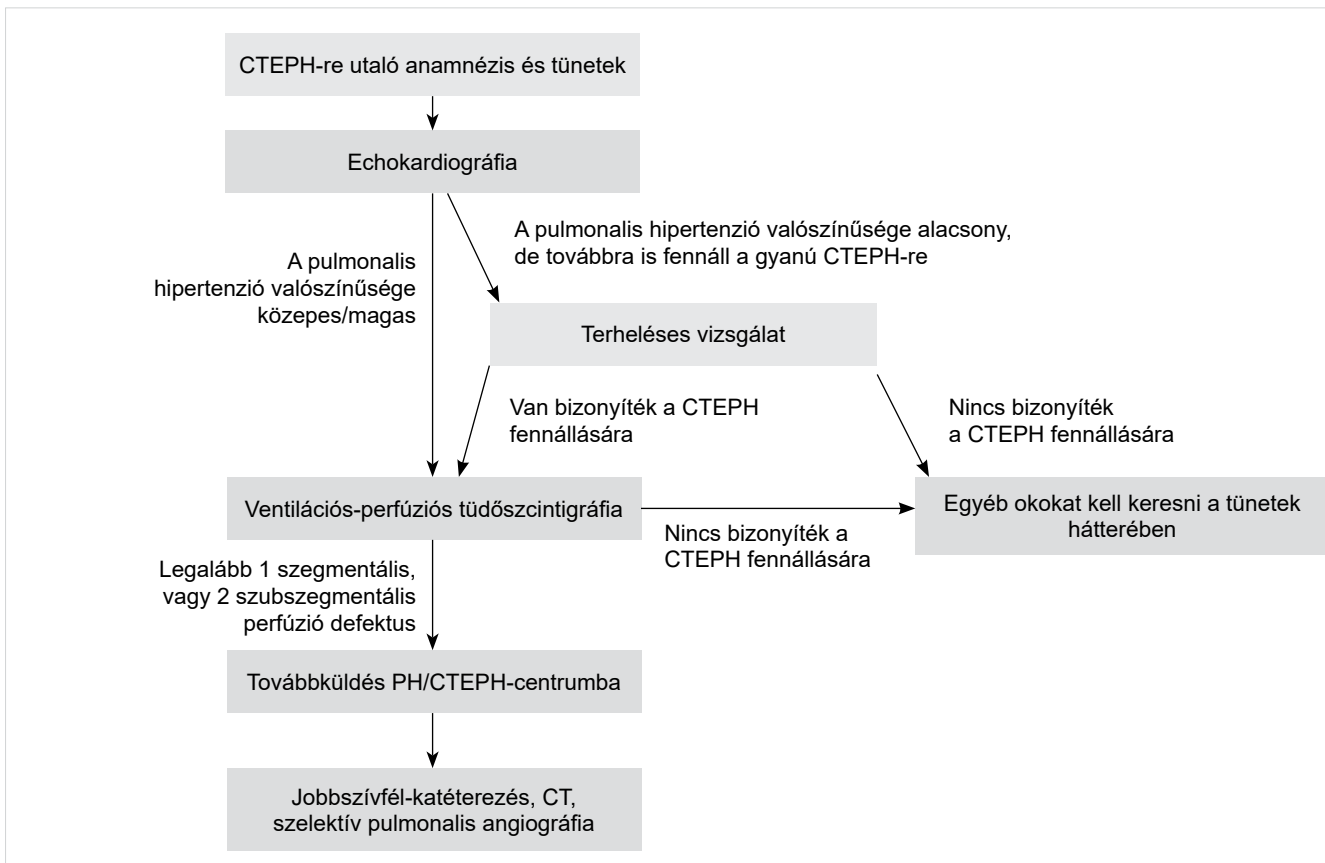 CTEPH-re utaló anamnézis és tünetek
Echokardiográfia
A pulmonalis hipertenzió valószínűsége alacsony,
de továbbra is fennáll a gyanú CTEPH-re
A pulmonalis
hipertenzió valószínűsége
közepes/magas
Terheléses vizsgálat
Van bizonyíték a CTEPH
fennállására
Nincs bizonyíték
a CTEPH fennállására
Ventilációs-perfúziós tüdőszcintigráfia
Egyéb okokat kell keresni a tünetek
hátterében
Nincs bizonyíték a
CTEPH fennállására
Legalább 1 szegmentális,
vagy 2 szubszegmentális
perfúzió defektus
Továbbküldés PH/CTEPH-centrumba
Jobbszívfél-katéterezés, CT,
szelektív pulmonalis angiográfia